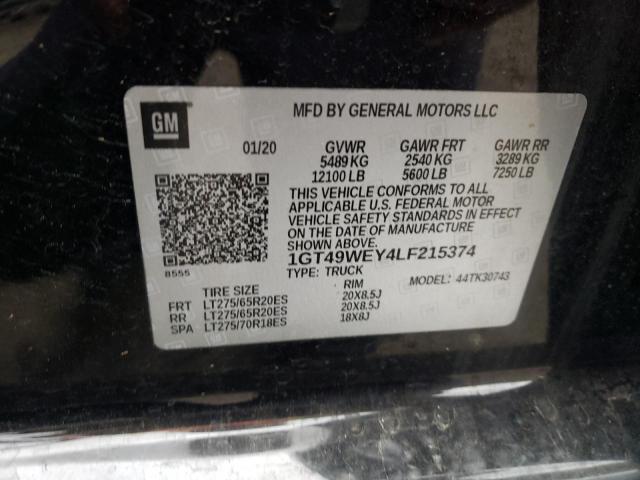 GM
MFD BY GENERAL MOTORS LLC
01/20 GVWR GAWR FRT GAWR RR
5489 KG 2540 KG 3289 KG
12100 LB 5600 LB 7250 LB
THIS VEHICLE CONFORMS TO ALL
APPLICABLE U.S. FEDERAL MOTOR
VEHICLE SAFETY STANDARDS IN EFFECT
ON THE DATE OF MANUFACTURE
SHOWN ABOVE.
8555 1GT49WEY4LF215374
TYPE: TRUCK MODEL: 44TK30743
TIRE SIZE RIM
FRT LT275/65R20ES 20X8.5J
RR LT275/65R20ES 20X8.5J
SPA LT275/70R18ES 18X8J